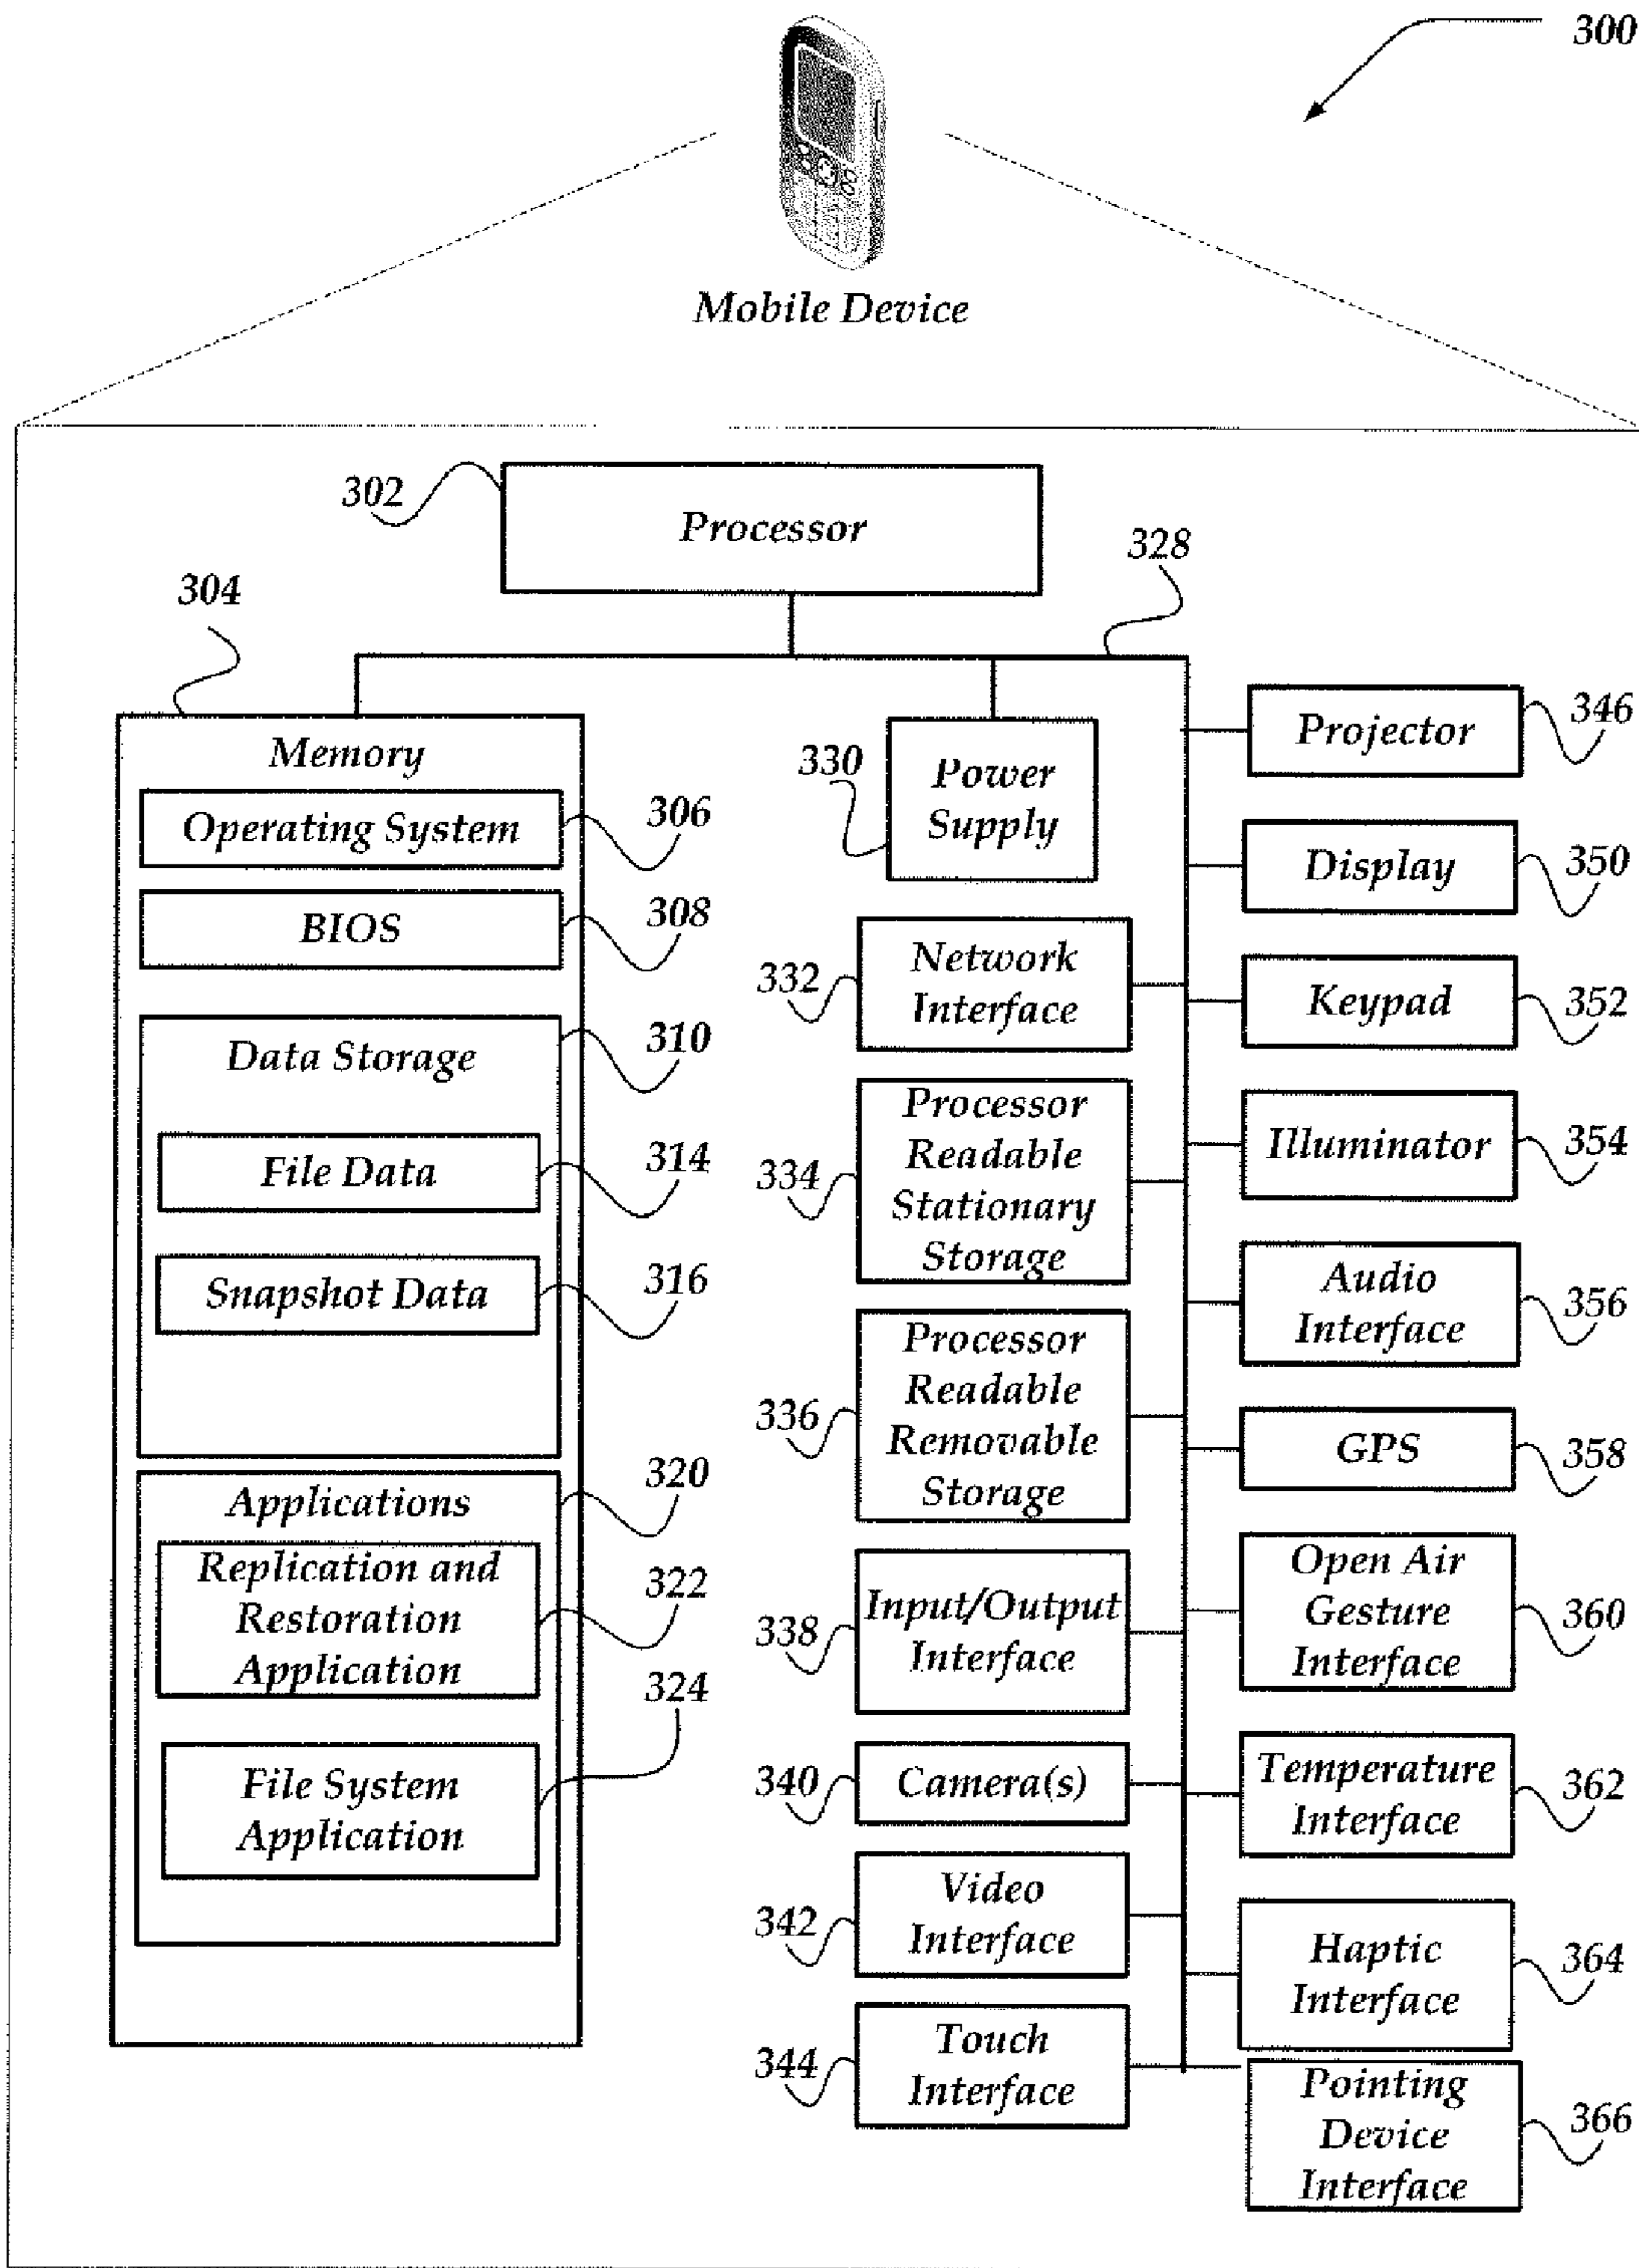 300
Mobile Device
302
Processor
328
304
Memory
Operating System
306
BIOS
308
Data Storage
310
File Data
314
Snapshot Data
316
Applications
320
Replication and
Restoration
Application
322
324
File System
Application
330
Power
Supply
332
Network
Interface
334
Processor
Readable
Stationary
Storage
336
Processor
Readable
Removable
Storage
338
Input/Output
Interface
340
Camera(s)
342
Video
Interface
344
Touch
Interface
Projector
346
Display
350
Keypad
352
Illuminator
354
Audio
Interface
356
GPS
358
Open Air
Gesture
Interface
360
Temperature
Interface
362
Haptic
Interface
364
Pointing
Device
Interface
366